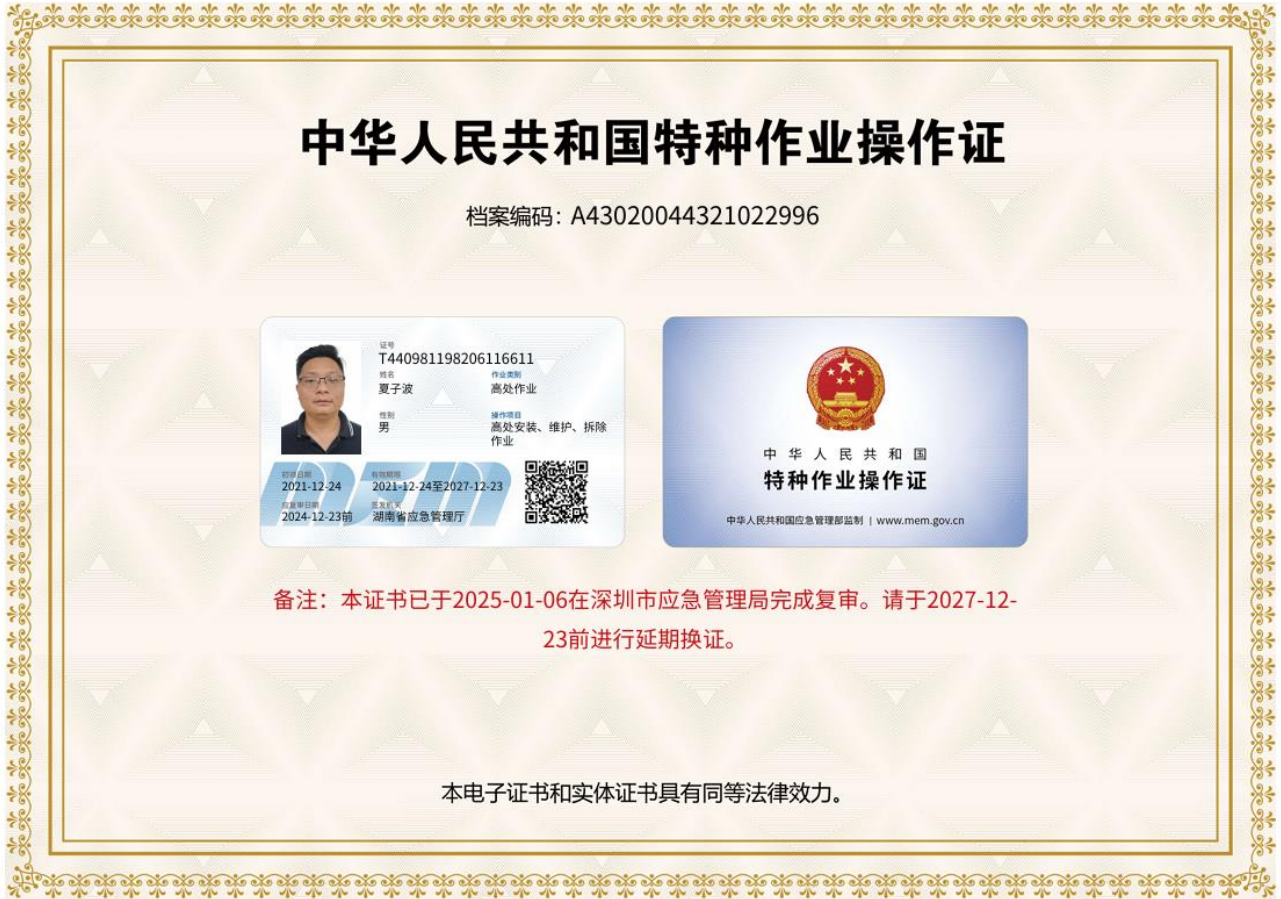 中华人民共和国特种作业操作证
档案编码：A43020044321022996
证号
T440981198206116611
姓名 作业类别
夏子波 高处作业
性别 操作项目
男 高处安装、维护、拆除
作业
初领日期 有效期限
2021-12-24 2021-12-24至2027-12-23
应复审日期 签发机关
2024-12-23前 湖南省应急管理厅
MEM
中华人民共和国
特种作业操作证
中华人民共和国应急管理部监制 | www.mem.gov.cn
备注：本证书已于2025-01-06在深圳市应急管理局完成复审。请于2027-12-
23前进行延期换证。
本电子证书和实体证书具有同等法律效力。